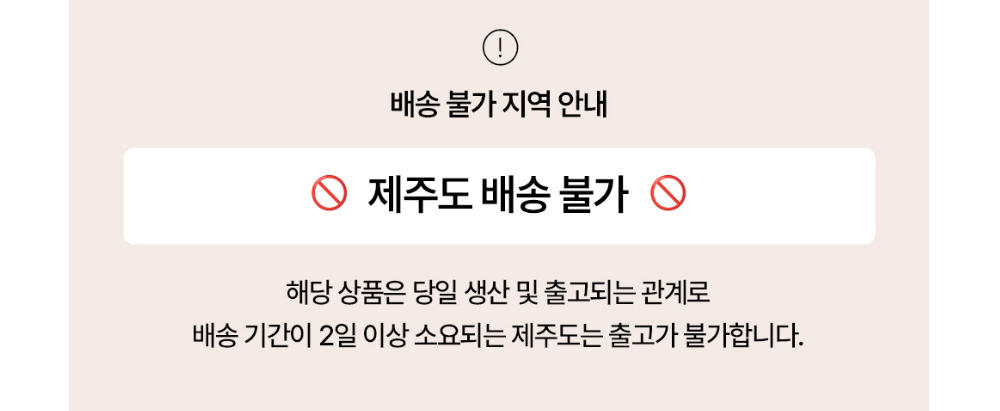 배송 불가 지역 안내
제주도 배송 불가
해당 상품은 당일 생산 및 출고되는 관계로
배송 기간이 2일 이상 소요되는 제주도는 출고가 불가합니다.